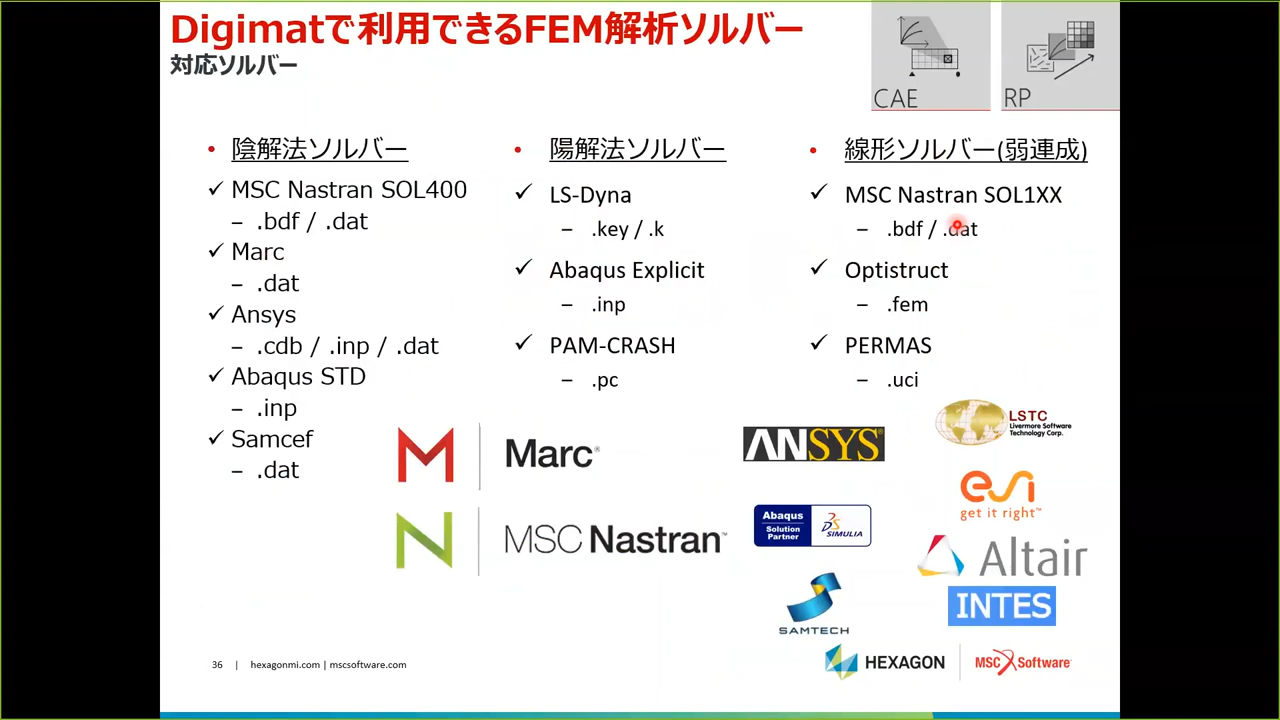 Digimatで利用できるFEM解析ソルバー
対応ソルバー
CAE
RP
• 陰解法ソルバー
✓ MSC Nastran SOL400
– .bdf / .dat
✓ Marc
– .dat
✓ Ansys
– .cdb / .inp / .dat
✓ Abaqus STD
– .inp
✓ Samcef
– .dat
• 陽解法ソルバー
✓ LS-Dyna
– .key / .k
✓ Abaqus Explicit
– .inp
✓ PAM-CRASH
– .pc
• 線形ソルバー(弱連成)
✓ MSC Nastran SOL1XX
– .bdf / .dat
✓ Optistruct
– .fem
✓ PERMAS
– .uci
M
Marc®
N
MSC Nastran™
ANSYS®
LSTC
Livermore Software
Technology Corp.
esi
get it right™
Abaqus
Solution
Partner
DS
SIMULIA
Altair
SAMTECH
INTES
36 | hexagonmi.com | mscsoftware.com
HEXAGON
MSC Software